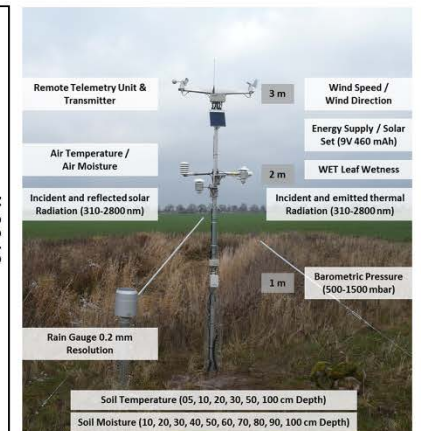 Remote Telemetry Unit &
Transmitter
3 m
Wind Speed /
Wind Direction
Energy Supply / Solar
Set (9V 460 mAh)
Air Temperature /
Air Moisture
2 m
WET Leaf Wetness
Incident and reflected solar
Radiation (310-2800 nm)
Incident and emitted thermal
Radiation (310-2800 nm)
1 m
Barometric Pressure
(500-1500 mbar)
Rain Gauge 0.2 mm
Resolution
Soil Temperature (05, 10, 20, 30, 50, 100 cm Depth)
Soil Moisture (10, 20, 30, 40, 50, 60, 70, 80, 90, 100 cm Depth)